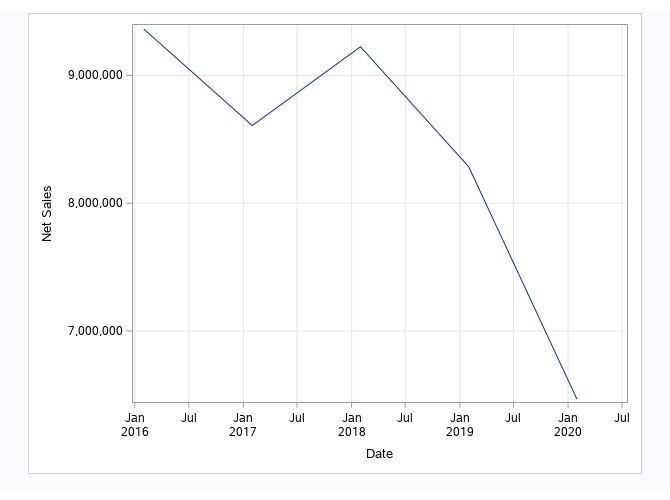 9,000,000
8,000,000
7,000,000
Net Sales
Jan Jul Jan Jul Jan Jul Jan Jul Jan Jul
2016 2017 2018 2019 2020
Date